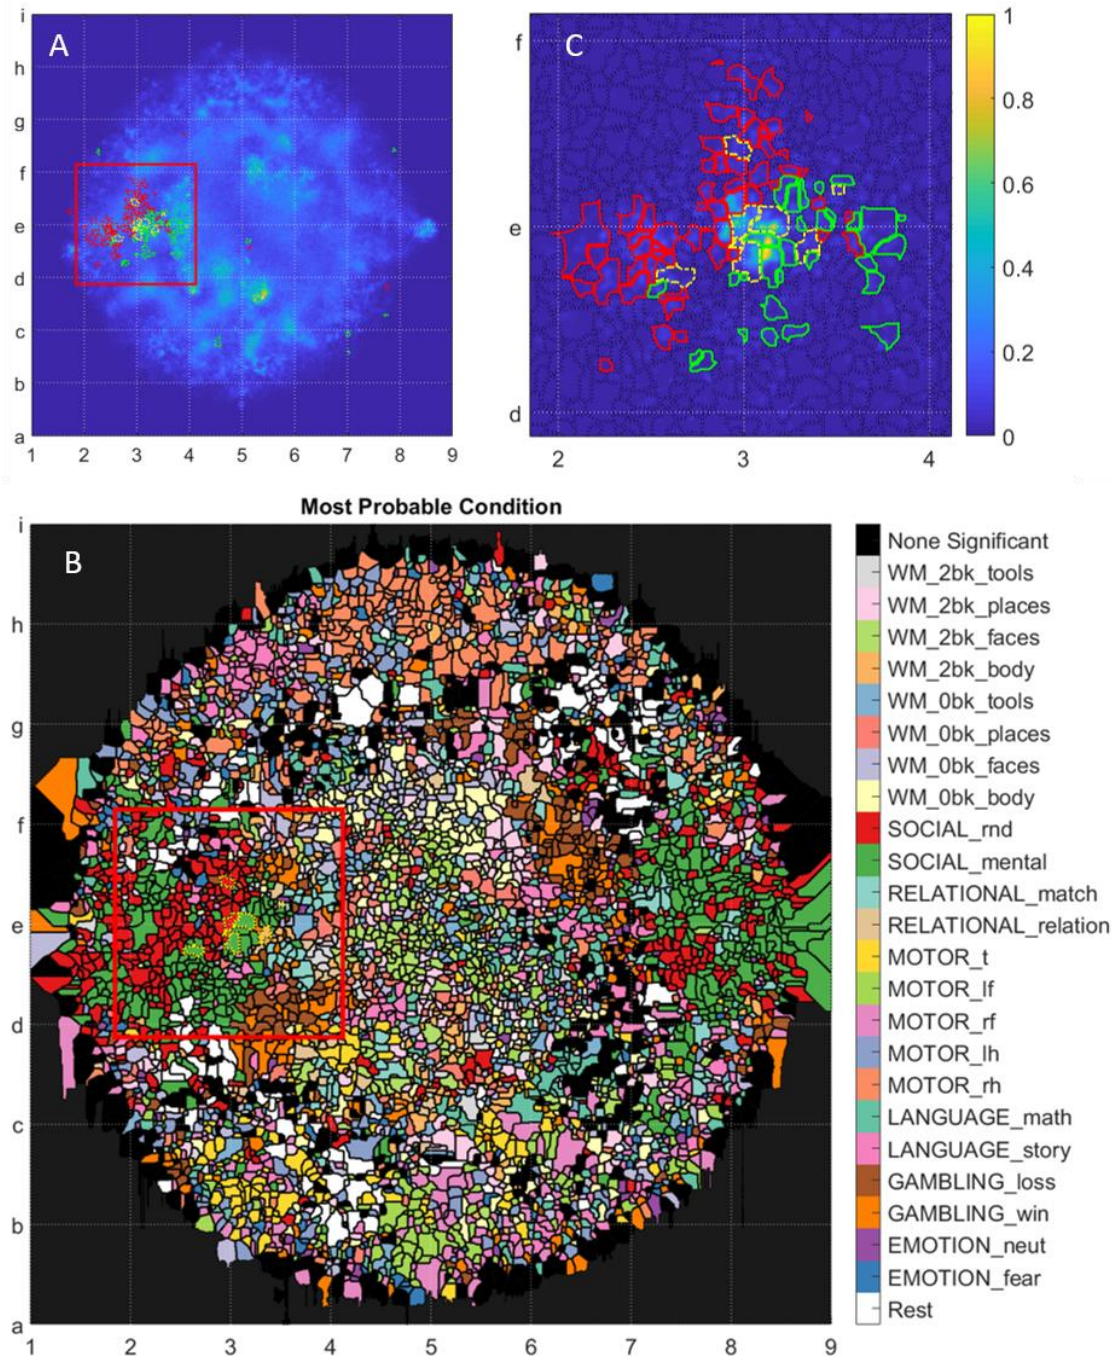 A
i
h
g
f
e
d
c
b
a
1 2 3 4 5 6 7 8 9
C
f
e
d
2 3 4
1
0.8
0.6
0.4
0.2
0
Most Probable Condition
B
i
h
g
f
e
d
c
b
a
1 2 3 4 5 6 7 8 9
None Significant
WM_2bk_tools
WM_2bk_places
WM_2bk_faces
WM_2bk_body
WM_0bk_tools
WM_0bk_places
WM_0bk_faces
WM_0bk_body
SOCIAL_rnd
SOCIAL_mental
RELATIONAL_match
RELATIONAL_relation
MOTOR_t
MOTOR_lf
MOTOR_rf
MOTOR_lh
MOTOR_rh
LANGUAGE_math
LANGUAGE_story
GAMBLING_loss
GAMBLING_win
EMOTION_neut
EMOTION_fear
Rest